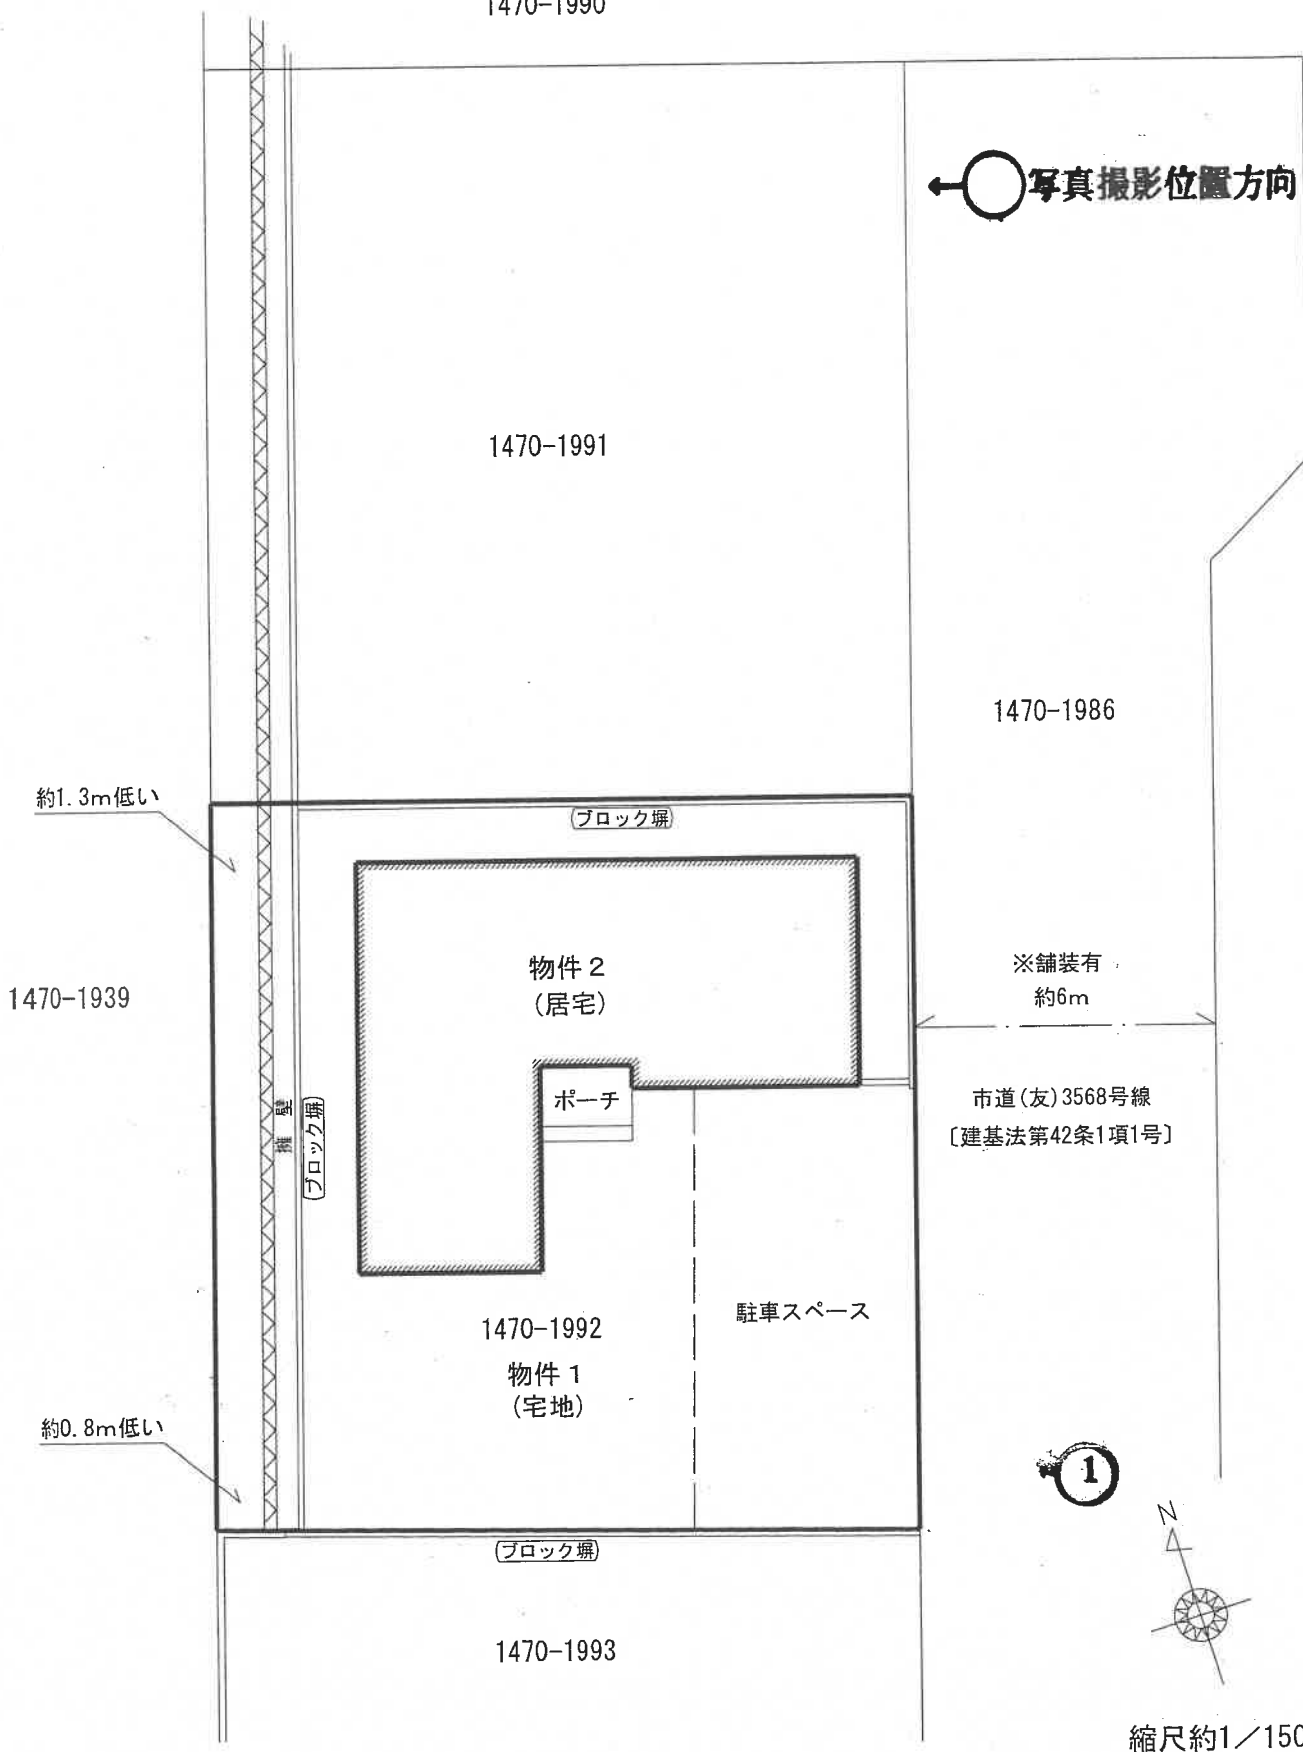 1470-1990
写真撮影位置方向
1470-1991
1470-1986
約1.3m低い
(ブロック塀)
物件2
(居宅)
※舗装有
約6m
1470-1939
ポーチ
市道(友)3568号線
〔建基法第42条1項1号〕
擁壁
(ブロック塀)
駐車スペース
1470-1992
物件1
(宅地)
約0.8m低い
1
N
(ブロック塀)
1470-1993
縮尺約1/150